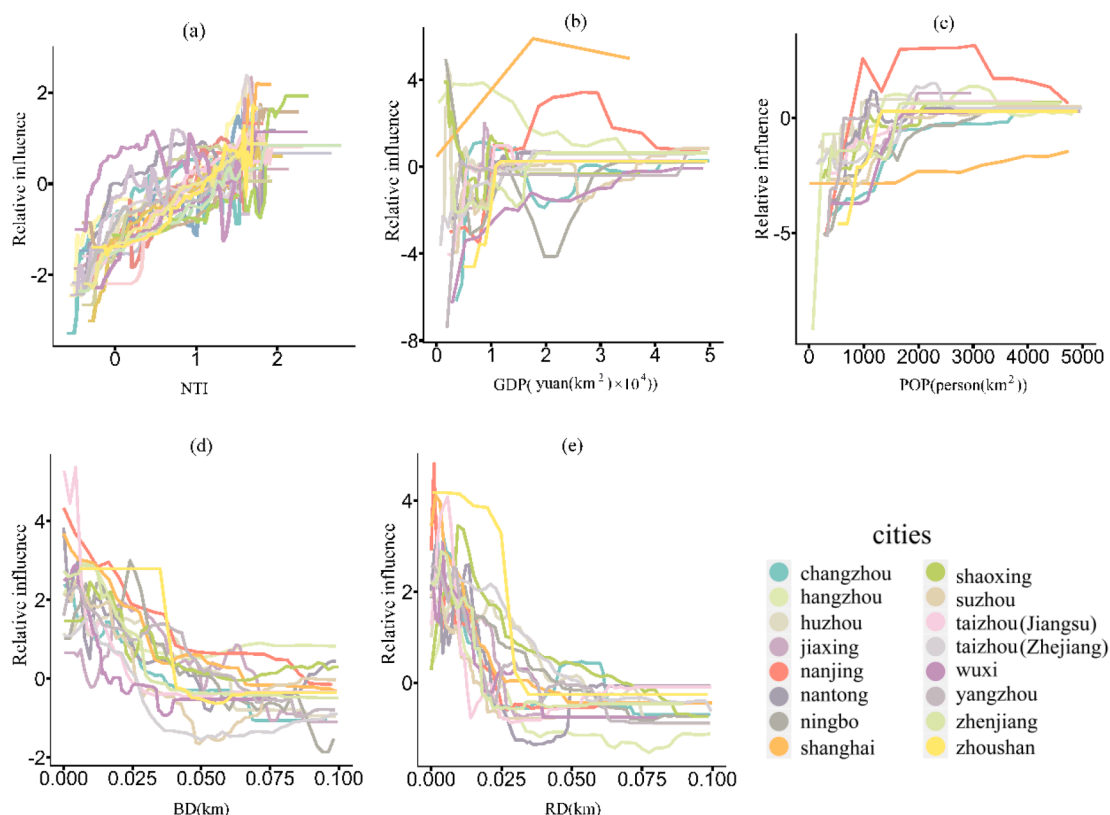 (a)
(b)
(c)
Relative influence
2
0
-2
0
1
2
NTI
Relative influence
4
0
-4
-8
0
1
2
3
4
5
GDP( yuan(km²)×10⁴))
Relative influence
0
-5
0
1000
2000
3000
4000
5000
POP(person(km²))
(d)
(e)
Relative influence
4
2
0
-2
0.000
0.025
0.050
0.075
0.100
BD(km)
Relative influence
4
2
0
0.000
0.025
0.050
0.075
0.100
RD(km)
cities
changzhou
hangzhou
huzhou
jiaxing
nanjing
nantong
ningbo
shanghai
shaoxing
suzhou
taizhou(Jiangsu)
taizhou(Zhejiang)
wuxi
yangzhou
zhenjiang
zhoushan